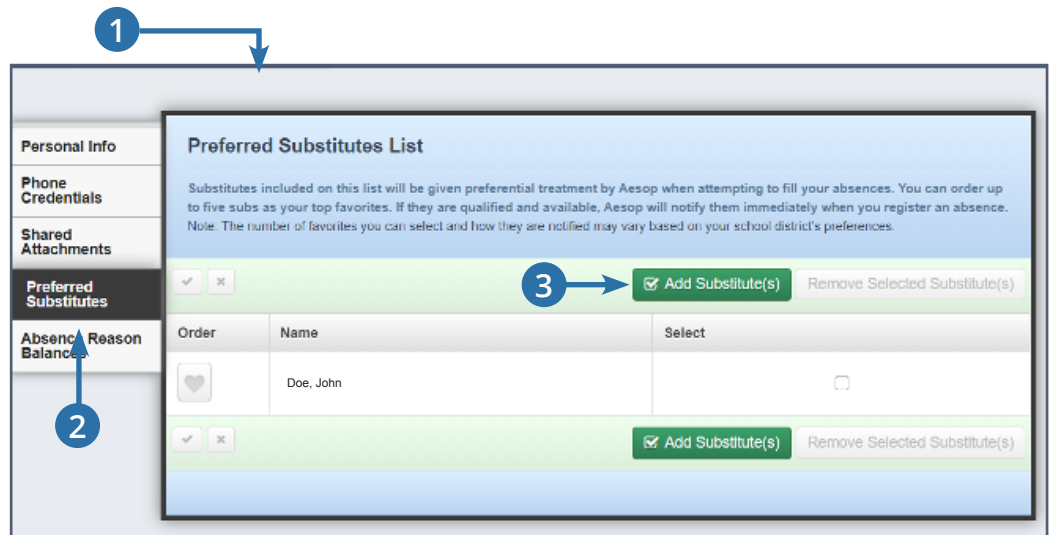 1
Personal Info
Phone
Credentials
Shared
Attachments
Preferred
Substitutes
Absence Reason
Balances
2
Preferred Substitutes List
Substitutes included on this list will be given preferential treatment by Aesop when attempting to fill your absences. You can order up
to five subs as your top favorites. If they are qualified and available, Aesop will notify them immediately when you register an absence.
Note: The number of favorites you can select and how they are notified may vary based on your school district's preferences.
3
Add Substitute(s) Remove Selected Substitute(s)
Order Name Select
Doe, John
Add Substitute(s) Remove Selected Substitute(s)